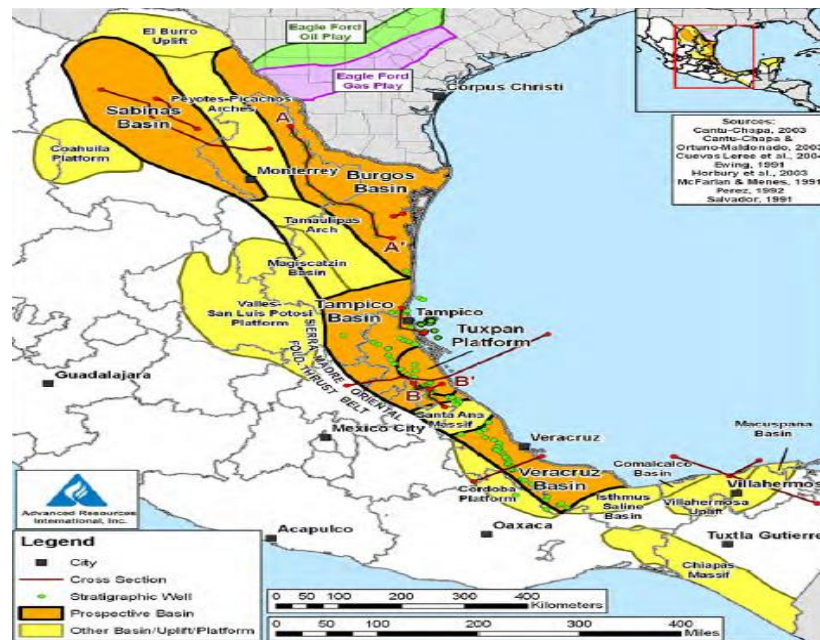 El Burro
Uplift
Eagle Ford
Oil Play
Eagle Ford
Gas Play
Corpus Christi
Peyotes-Picachos
Arches
Sabinas
Basin
A
Coahuila
Platform
Monterrey
Burgos
Basin
Tamaulipas
Arch
A'
Magiscatzin
Basin
Valles-
San Luis Potosi
Platform
Tampico
Basin
Tampico
Tuxpan
Platform
SIERRA MADRE ORIENTAL
FOLD-THRUST BELT
B
B'
Guadalajara
Mexico City
Santa Ana
Massif
Veracruz
Veracruz
Basin
Cordoba
Platform
Macuspana
Basin
Comalcalco
Basin
Villahermosa
Villahermosa
Uplift
Isthmus
Saline
Basin
Acapulco
Oaxaca
Tuxtla Gutierre
Chiapas
Massif
Sources:
Cantu-Chapa, 2003
Cantu-Chapa &
Ortuno-Maldonado, 2003
Cuevas Leree et al., 2004
Ewing, 1991
Horbury et al., 2003
McFarlan & Menes, 1991
Perez, 1992
Salvador, 1991
Advanced Resources
International, Inc.
Legend
City
Cross Section
Stratigraphic Well
Prospective Basin
Other Basin/Uplift/Platform
0 50 100 200 300 400
Kilometers
0 50 100 200 300 400
Miles